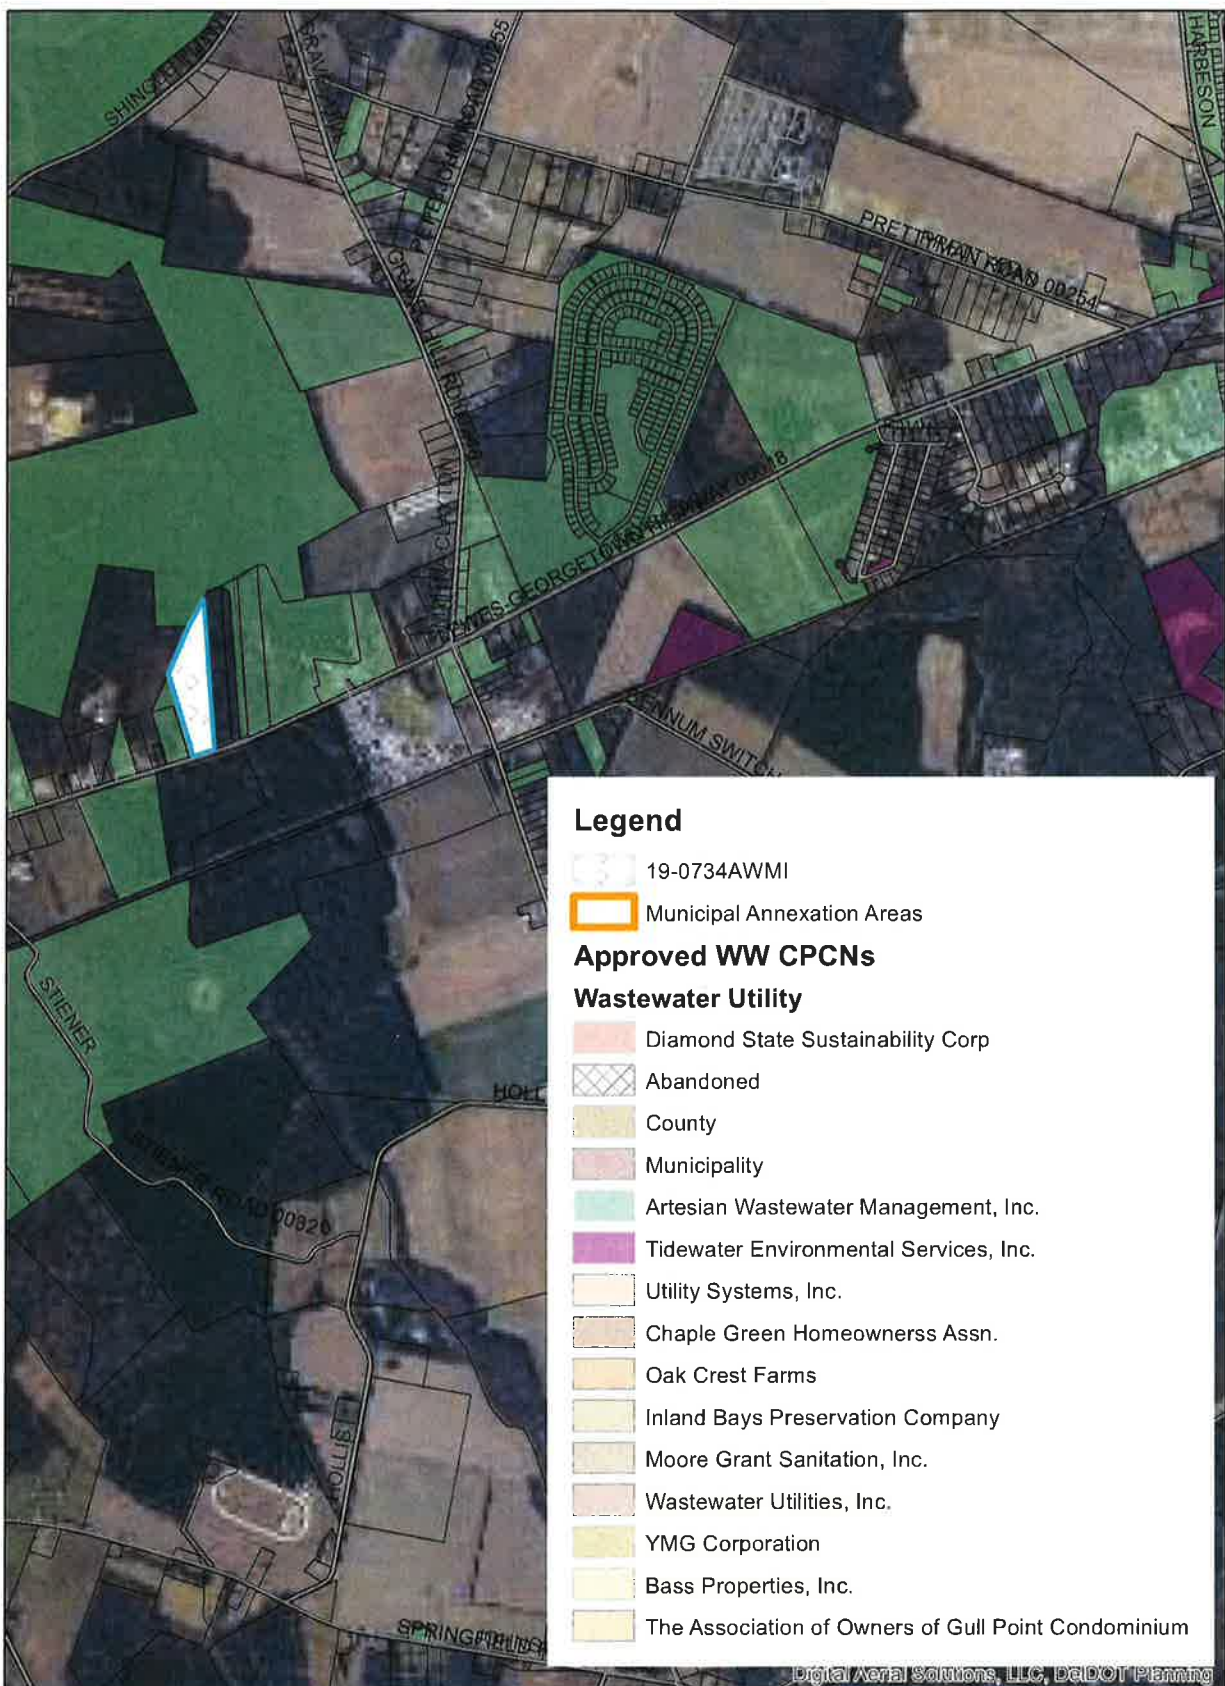 HARBESON
PRETTYMAN ROAD 00254
LEWES-GEORGETOWN HIGHWAY 00018
STIENER
HOLLIS
Legend
19-0734AWMI
Municipal Annexation Areas
Approved WW CPCNs
Wastewater Utility
Diamond State Sustainability Corp
Abandoned
County
Municipality
Artesian Wastewater Management, Inc.
Tidewater Environmental Services, Inc.
Utility Systems, Inc.
Chaple Green Homeownerss Assn.
Oak Crest Farms
Inland Bays Preservation Company
Moore Grant Sanitation, Inc.
Wastewater Utilities, Inc.
YMG Corporation
Bass Properties, Inc.
The Association of Owners of Gull Point Condominium
Digital Aerial Solutions, LLC, DelDOT Planning